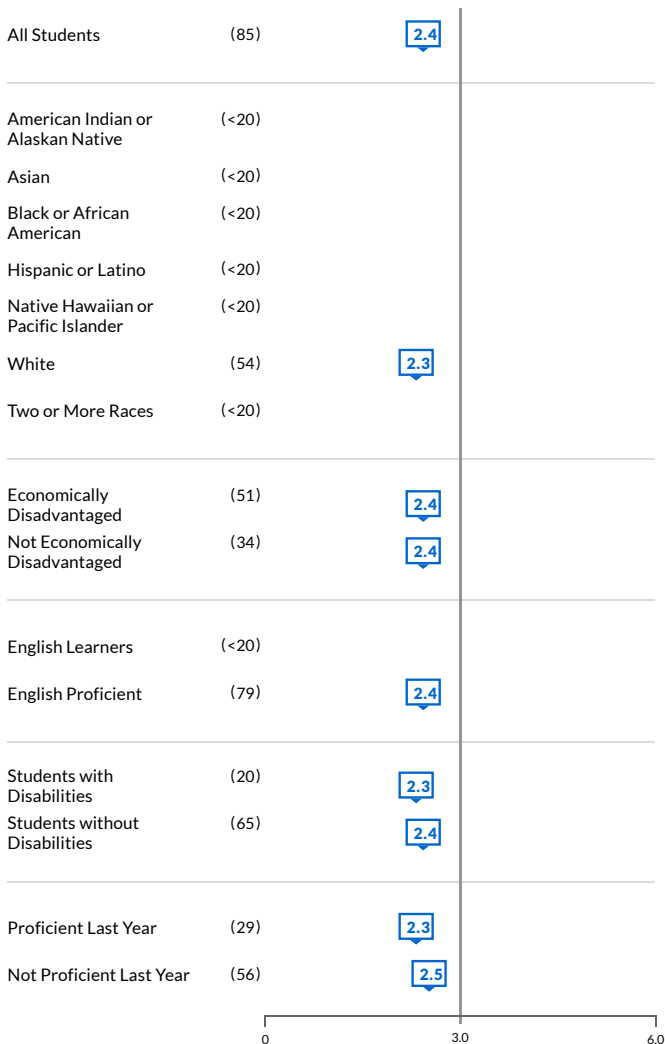 All Students (85) 2.4
American Indian or (<20)
Alaskan Native
Asian (<20)
Black or African (<20)
American
Hispanic or Latino (<20)
Native Hawaiian or (<20)
Pacific Islander
White (54) 2.3
Two or More Races (<20)
Economically (51) 2.4
Disadvantaged
Not Economically (34) 2.4
Disadvantaged
English Learners (<20)
English Proficient (79) 2.4
Students with (20) 2.3
Disabilities
Students without (65) 2.4
Disabilities
Proficient Last Year (29) 2.3
Not Proficient Last Year (56) 2.5
0 3.0 6.0